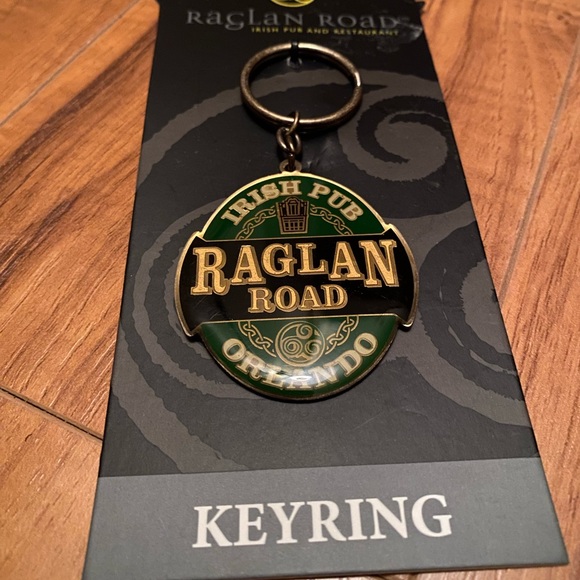 RAGLAN ROAD
IRISH PUB AND RESTAURANT
IRISH PUB
RAGLAN
ROAD
ORLANDO
KEYRING